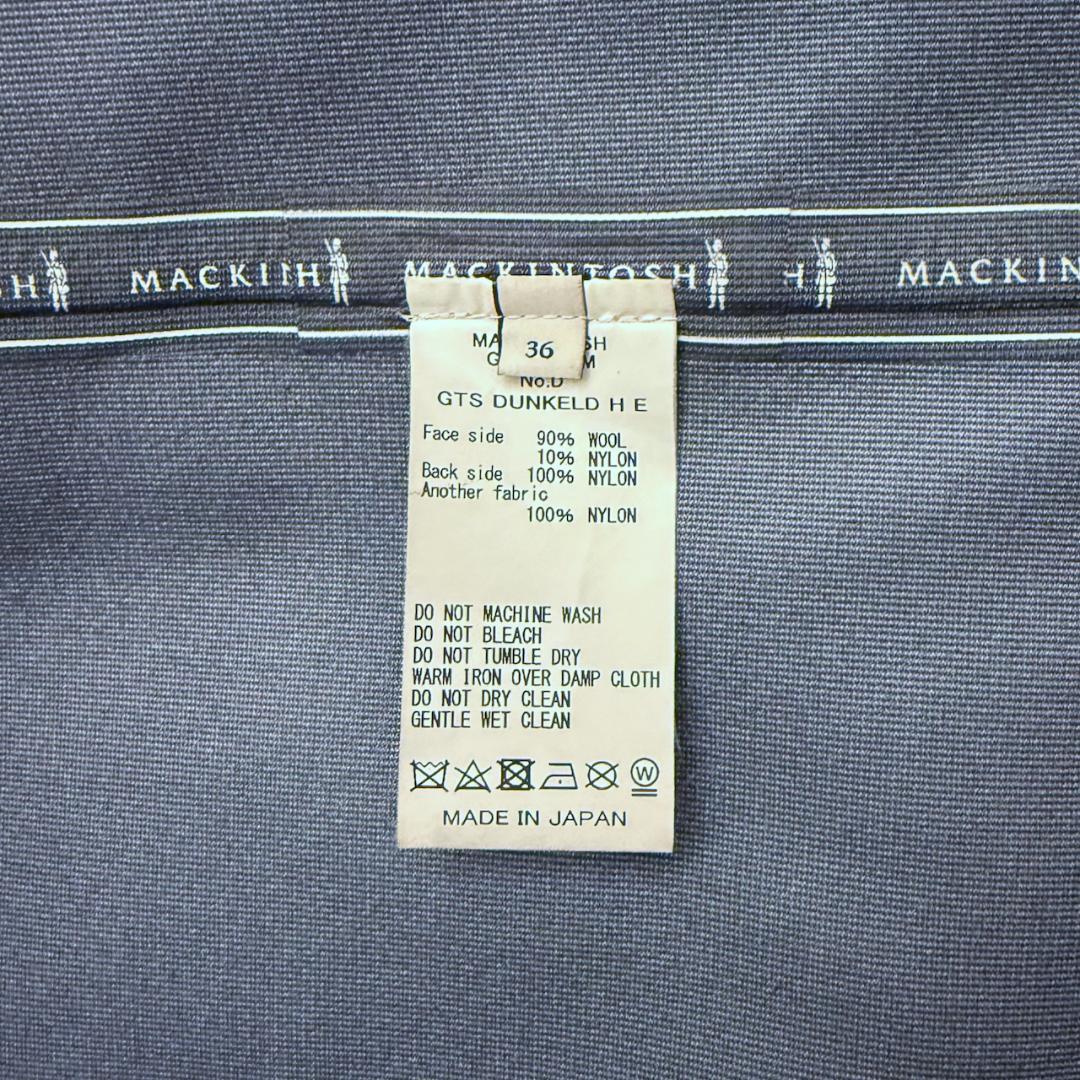 MACKINTOSH
MACKIN
36
GTS DUNKELD H E
Face side 90% WOOL
10% NYLON
Back side 100% NYLON
Another fabric
100% NYLON
DO NOT MACHINE WASH
DO NOT BLEACH
DO NOT TUMBLE DRY
WARM IRON OVER DAMP CLOTH
DO NOT DRY CLEAN
GENTLE WET CLEAN
W
MADE IN JAPAN